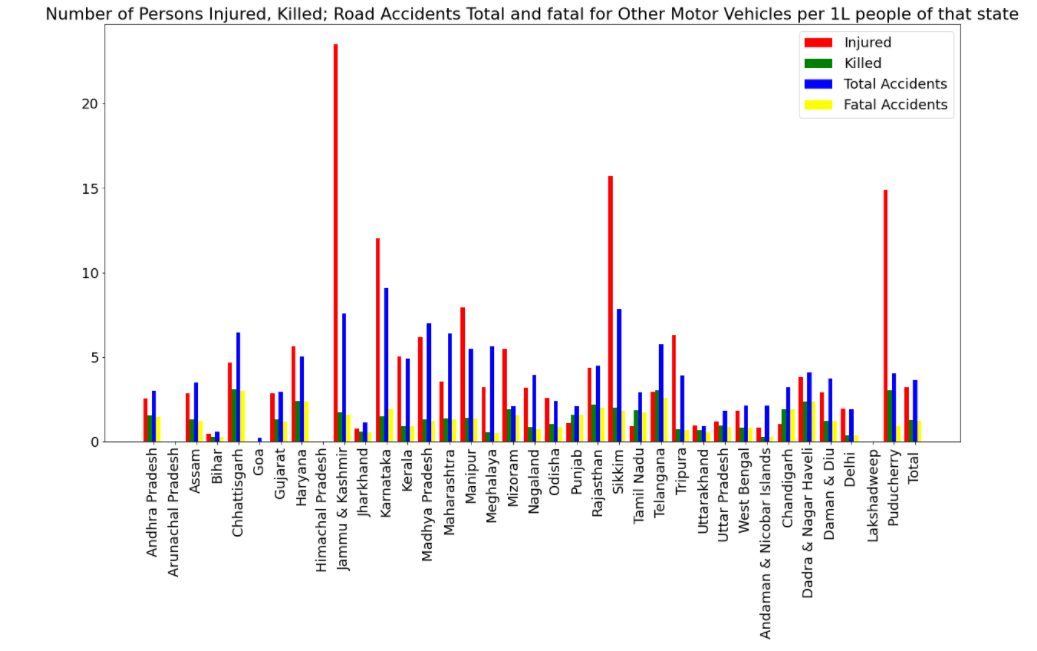 Number of Persons Injured, Killed; Road Accidents Total and fatal for Other Motor Vehicles per 1L people of that state
Injured
Killed
Total Accidents
Fatal Accidents
20
15
10
5
0
Andhra Pradesh
Arunachal Pradesh
Assam
Bihar
Chhattisgarh
Goa
Gujarat
Haryana
Himachal Pradesh
Jammu & Kashmir
Jharkhand
Karnataka
Kerala
Madhya Pradesh
Maharashtra
Manipur
Meghalaya
Mizoram
Nagaland
Odisha
Punjab
Rajasthan
Sikkim
Tamil Nadu
Telangana
Tripura
Uttarakhand
Uttar Pradesh
West Bengal
Andaman & Nicobar Islands
Chandigarh
Dadra & Nagar Haveli
Daman & Diu
Delhi
Lakshadweep
Puducherry
Total